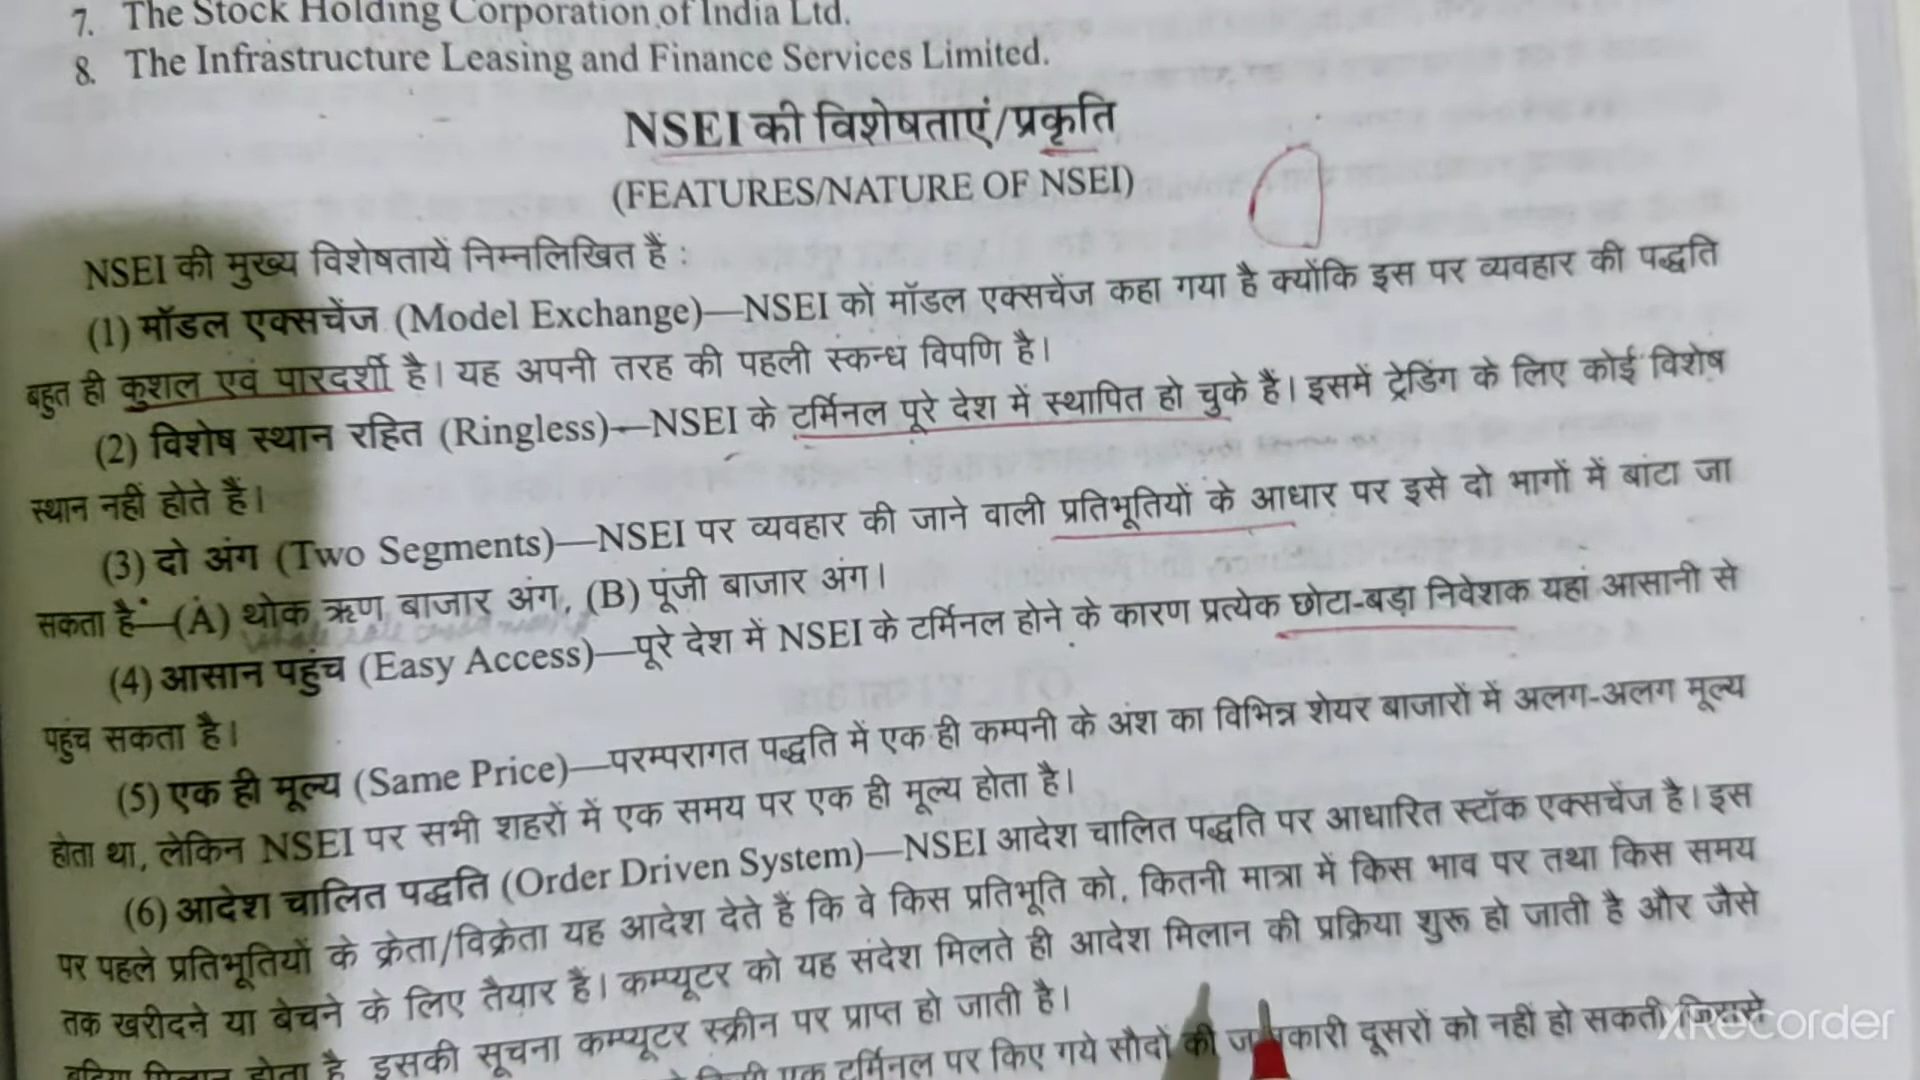 7. The Stock Holding Corporation of India Ltd.
8. The Infrastructure Leasing and Finance Services Limited.
NSEI की विशेषताएं/प्रकृति
(FEATURES/NATURE OF NSEI)
NSEI की मुख्य विशेषतायें निम्नलिखित हैं :
(1) मॉडल एक्सचेंज (Model Exchange)—NSEI को मॉडल एक्सचेंज कहा गया है क्योंकि इस पर व्यवहार की पद्धति
बहुत ही कुशल एवं पारदर्शी है। यह अपनी तरह की पहली स्कन्ध विपणि है।
(2) विशेष स्थान रहित (Ringless)—NSEI के टर्मिनल पूरे देश में स्थापित हो चुके हैं। इसमें ट्रेडिंग के लिए कोई विशेष
स्थान नहीं होते हैं।
(3) दो अंग (Two Segments)—NSEI पर व्यवहार की जाने वाली प्रतिभूतियों के आधार पर इसे दो भागों में बांटा जा
सकता है—(A) थोक ऋण बाजार अंग, (B) पूंजी बाजार अंग।
(4) आसान पहुंच (Easy Access)—पूरे देश में NSEI के टर्मिनल होने के कारण प्रत्येक छोटा-बड़ा निवेशक यहां आसानी से
पहुंच सकता है।
(5) एक ही मूल्य (Same Price)—परम्परागत पद्धति में एक ही कम्पनी के अंश का विभिन्न शेयर बाजारों में अलग-अलग मूल्य
होता था, लेकिन NSEI पर सभी शहरों में एक समय पर एक ही मूल्य होता है।
(6) आदेश चालित पद्धति (Order Driven System)—NSEI आदेश चालित पद्धति पर आधारित स्टॉक एक्सचेंज है। इस
पर पहले प्रतिभूतियों के क्रेता/विक्रेता यह आदेश देते हैं कि वे किस प्रतिभूति को, कितनी मात्रा में किस भाव पर तथा किस समय
तक खरीदने या बेचने के लिए तैयार हैं। कम्प्यूटर को यह संदेश मिलते ही आदेश मिलान की प्रक्रिया शुरू हो जाती है और जैसे
होता है इसकी सूचना कम्प्यूटर स्क्रीन पर प्राप्त हो जाती है।
एक टर्मिनल पर किए गये सौदों की दूसरों को नहीं हो सकती जिससे
XRecorder